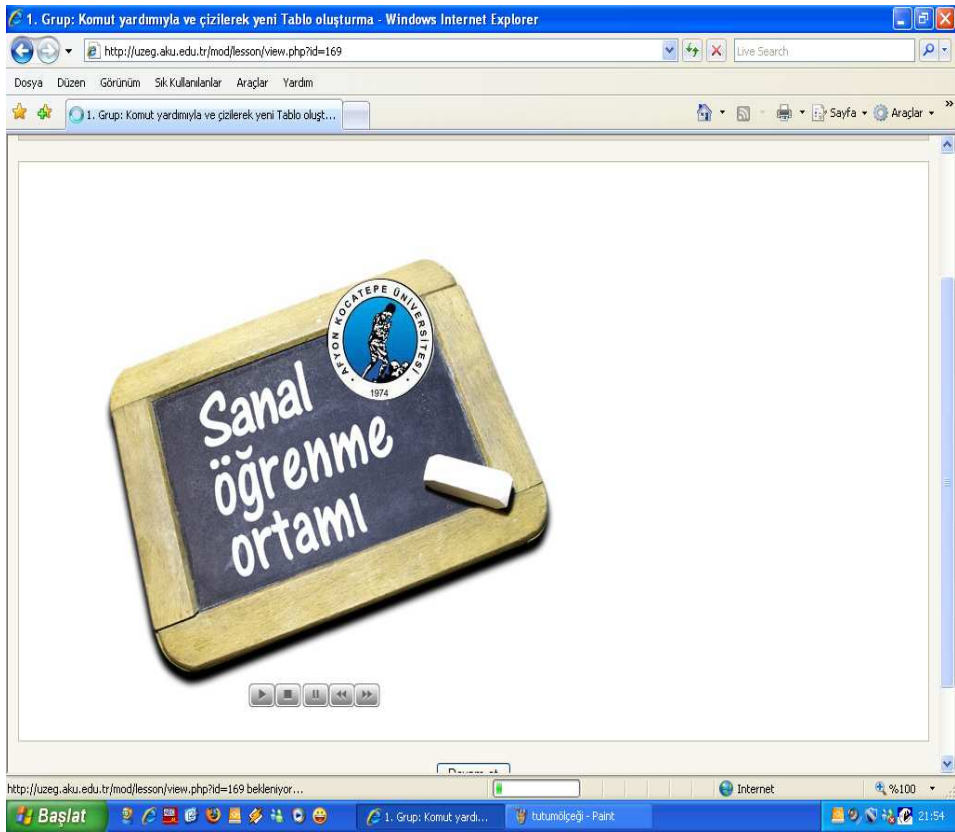 1. Grup: Komut yardımıyla ve çizilerek yeni Tablo oluşturma - Windows Internet Explorer
http://uzeg.aku.edu.tr/mod/lesson/view.php?id=169
Live Search
Dosya Düzen Görünüm Sık Kullanılanlar Araçlar Yardım
1. Grup: Komut yardımıyla ve çizilerek yeni Tablo oluşt...
Sayfa Araçlar
AFYON KOCATEPE ÜNİVERSİTESİ
1974
Sanal
öğrenme
ortamı
http://uzeg.aku.edu.tr/mod/lesson/view.php?id=169 bekleniyor...
Internet
%100
Başlat
1. Grup: Komut yardı...
tutumölçeği - Paint
21:54